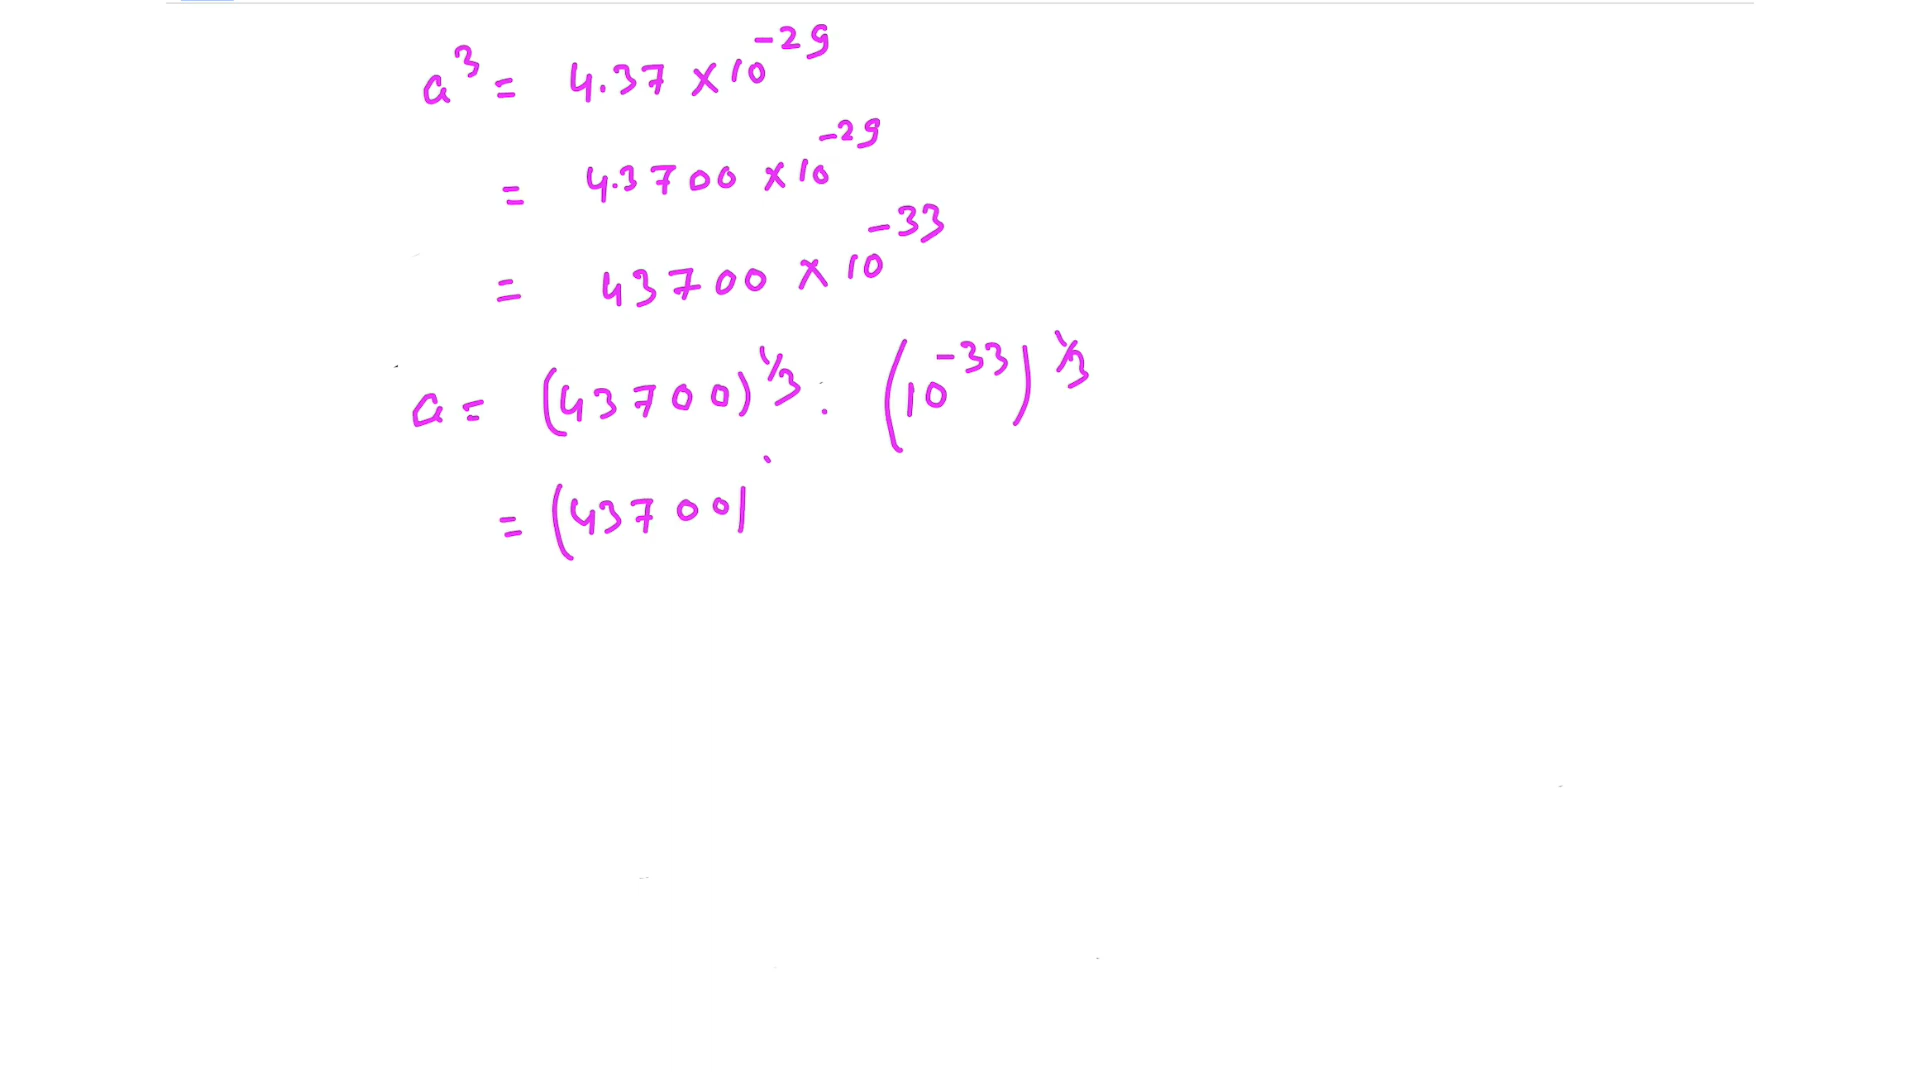 a³ = 4.37 × 10⁻²⁹
= 4.3700 × 10⁻²⁹
= 43700 × 10⁻³³
a = (43700)^1/3 . (10⁻³³)^1/3
= (43700)